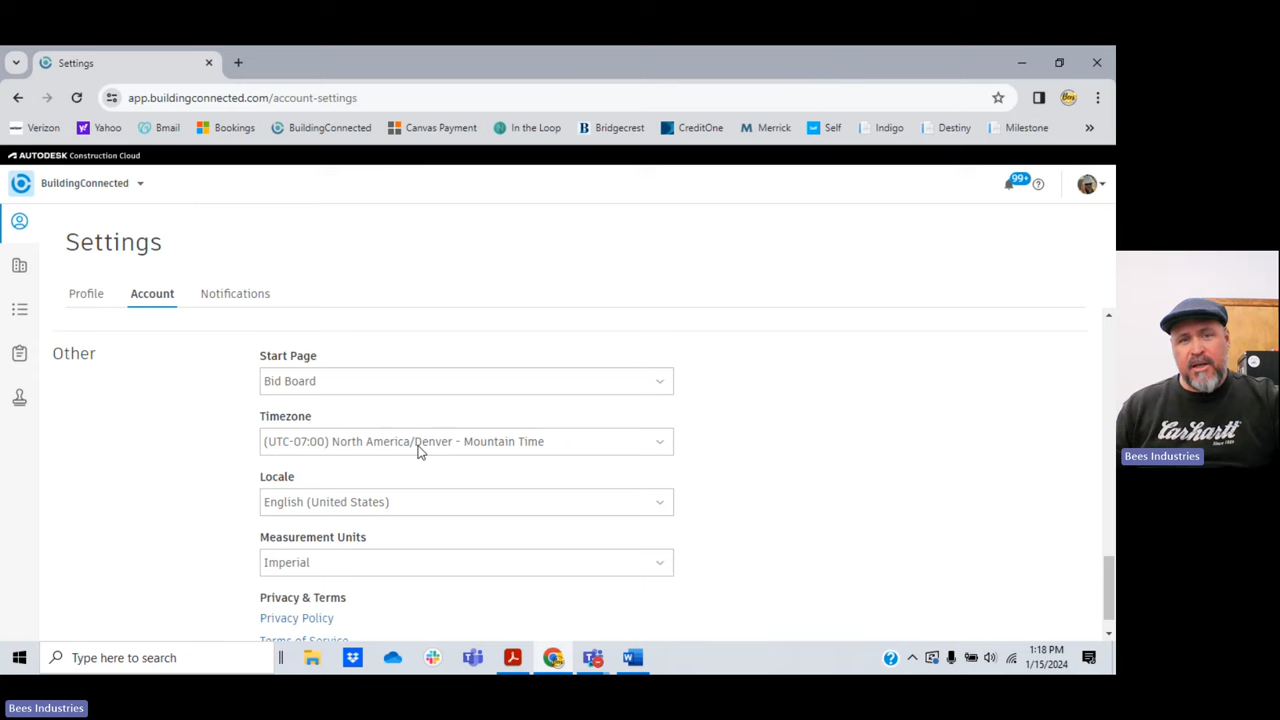 Settings
app.buildingconnected.com/account-settings
Verizon Yahoo Bmail Bookings BuildingConnected Canvas Payment In the Loop Bridgecrest CreditOne Merrick Self Indigo Destiny Milestone »
AUTODESK Construction Cloud
BuildingConnected
99+
Settings
Profile Account Notifications
Other
Start Page
Bid Board
Timezone
(UTC-07:00) North America/Denver - Mountain Time
Locale
English (United States)
Measurement Units
Imperial
Privacy & Terms
Privacy Policy
Terms of Service
Type here to search
1:18 PM
1/15/2024
Carhartt
Bees Industries
Bees Industries